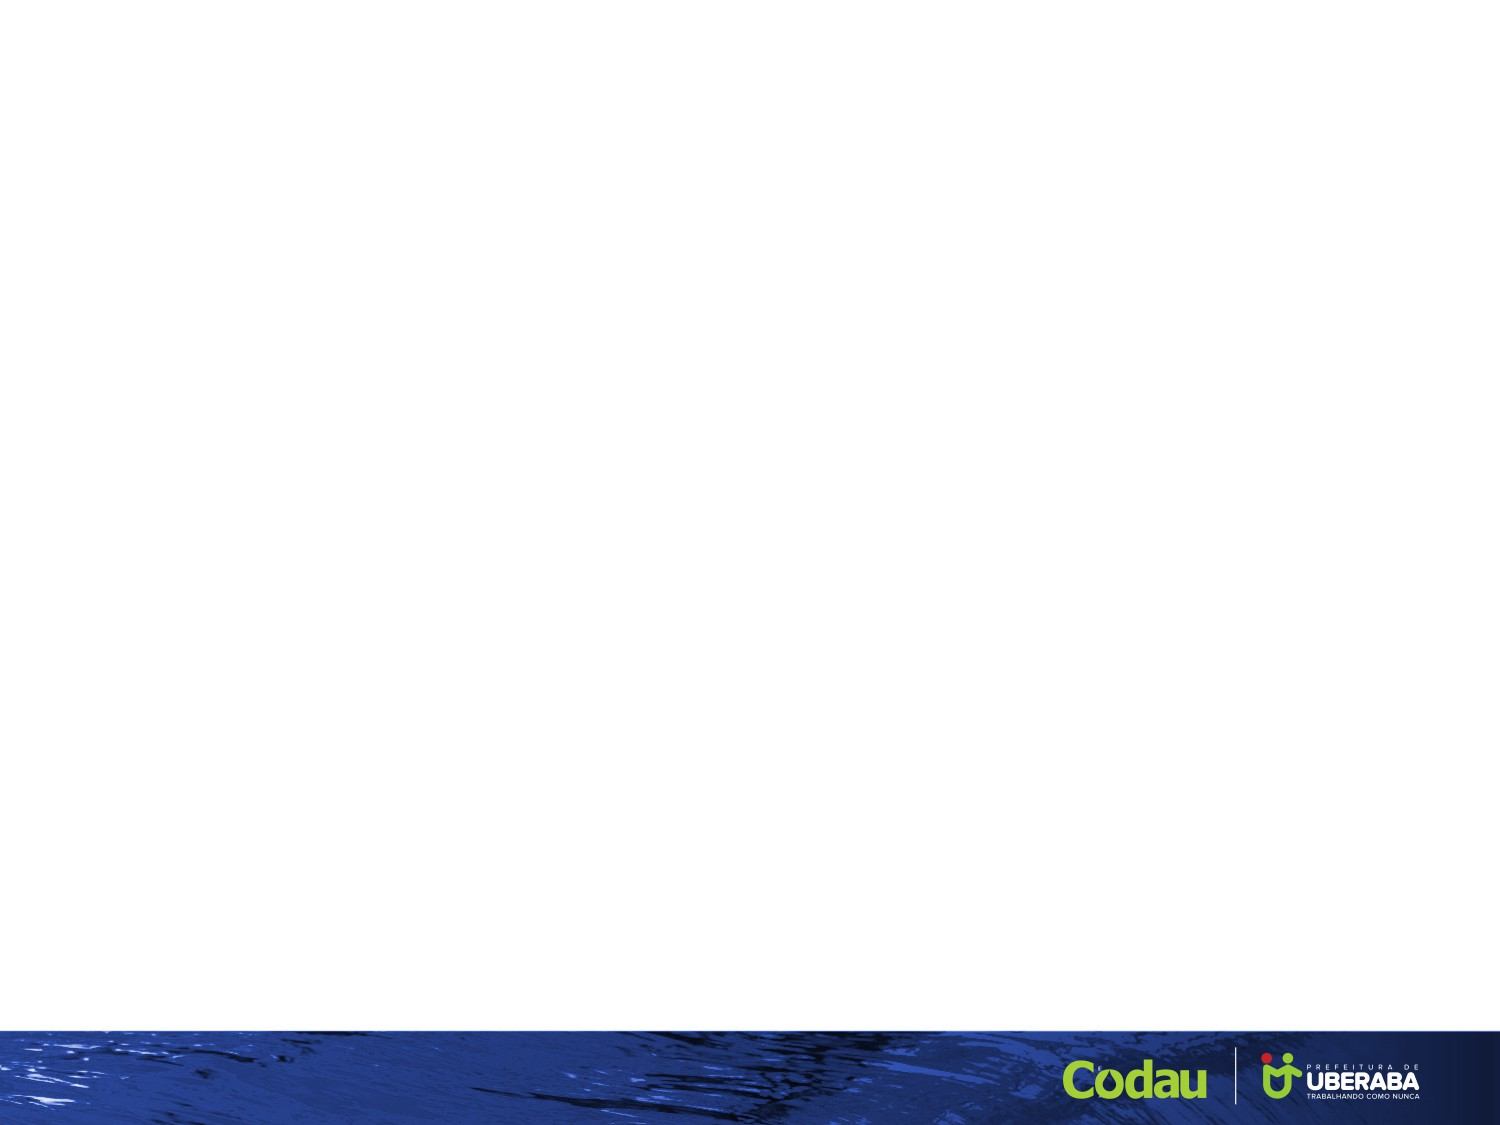 Codau
PREFEITURA DE
UBERABA
TRABALHANDO COMO NUNCA